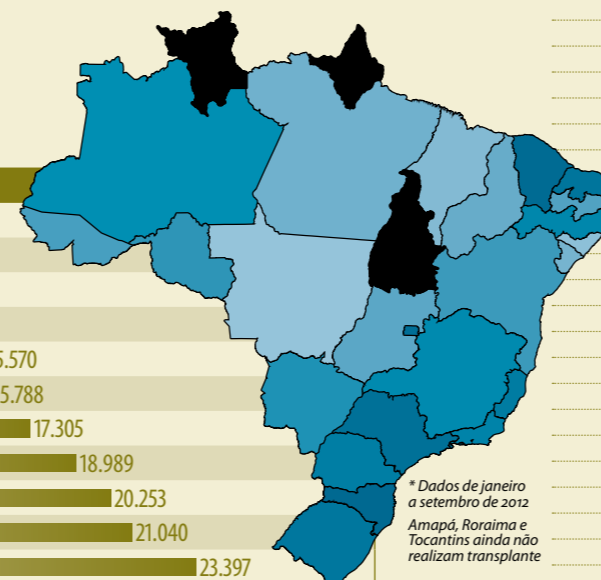 5.570
5.788
17.305
18.989
20.253
21.040
23.397
* Dados de janeiro
a setembro de 2012
Amapá, Roraima e
Tocantins ainda não
realizam transplante